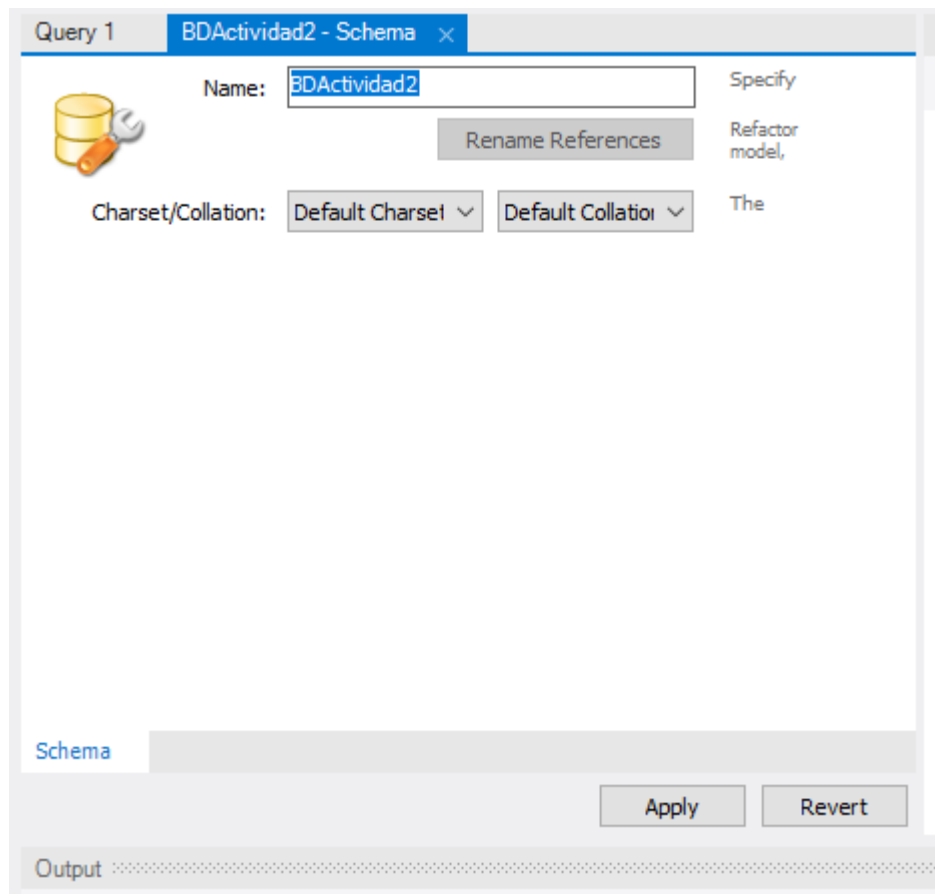 Query 1 BDActividad2 - Schema ×
Name: BDActividad2 Specify
Rename References Refactor
model,
Charset/Collation: Default Charset Default Collation The
Schema
Apply Revert
Output